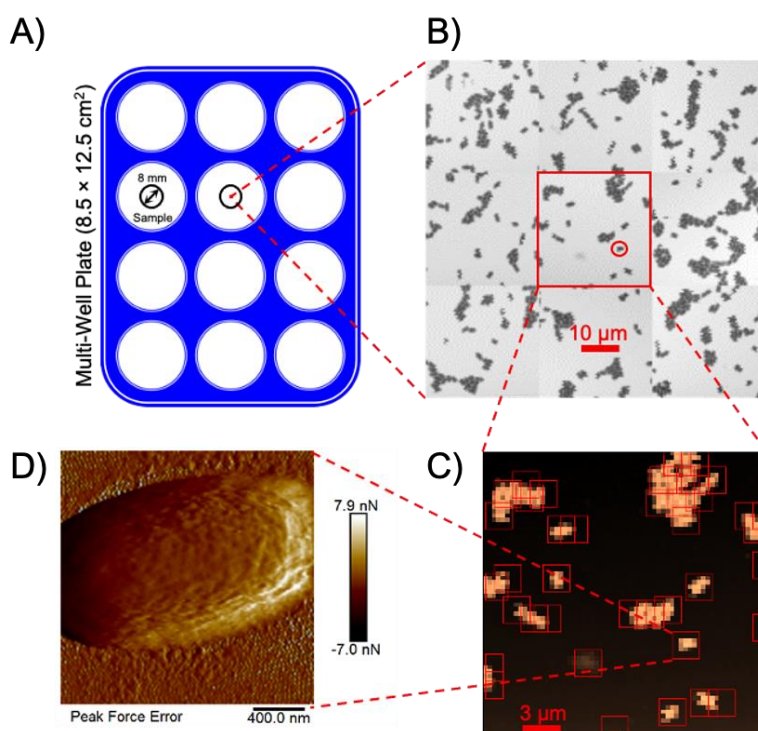 A)
B)
Multi-Well Plate (8.5 × 12.5 cm²)
8 mm
Sample
10 µm
D)
C)
7.9 nN
-7.0 nN
Peak Force Error
400.0 nm
3 µm